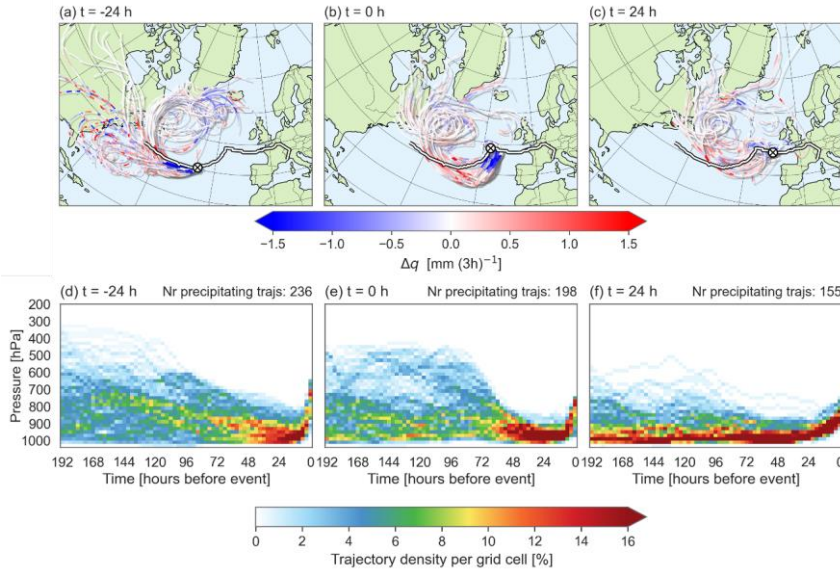 (a) t = -24 h
(b) t = 0 h
(c) t = 24 h
−1.5 −1.0 −0.5 0.0 0.5 1.0 1.5
Δq [mm (3h)⁻¹]
(d) t = -24 h Nr precipitating trajs: 236
(e) t = 0 h Nr precipitating trajs: 198
(f) t = 24 h Nr precipitating trajs: 155
200
300
400
500
600
700
800
900
1000
Pressure [hPa]
192 168 144 120 96 72 48 24 0
192 168 144 120 96 72 48 24 0
192 168 144 120 96 72 48 24 0
Time [hours before event]
Time [hours before event]
Time [hours before event]
0 2 4 6 8 10 12 14 16
Trajectory density per grid cell [%]